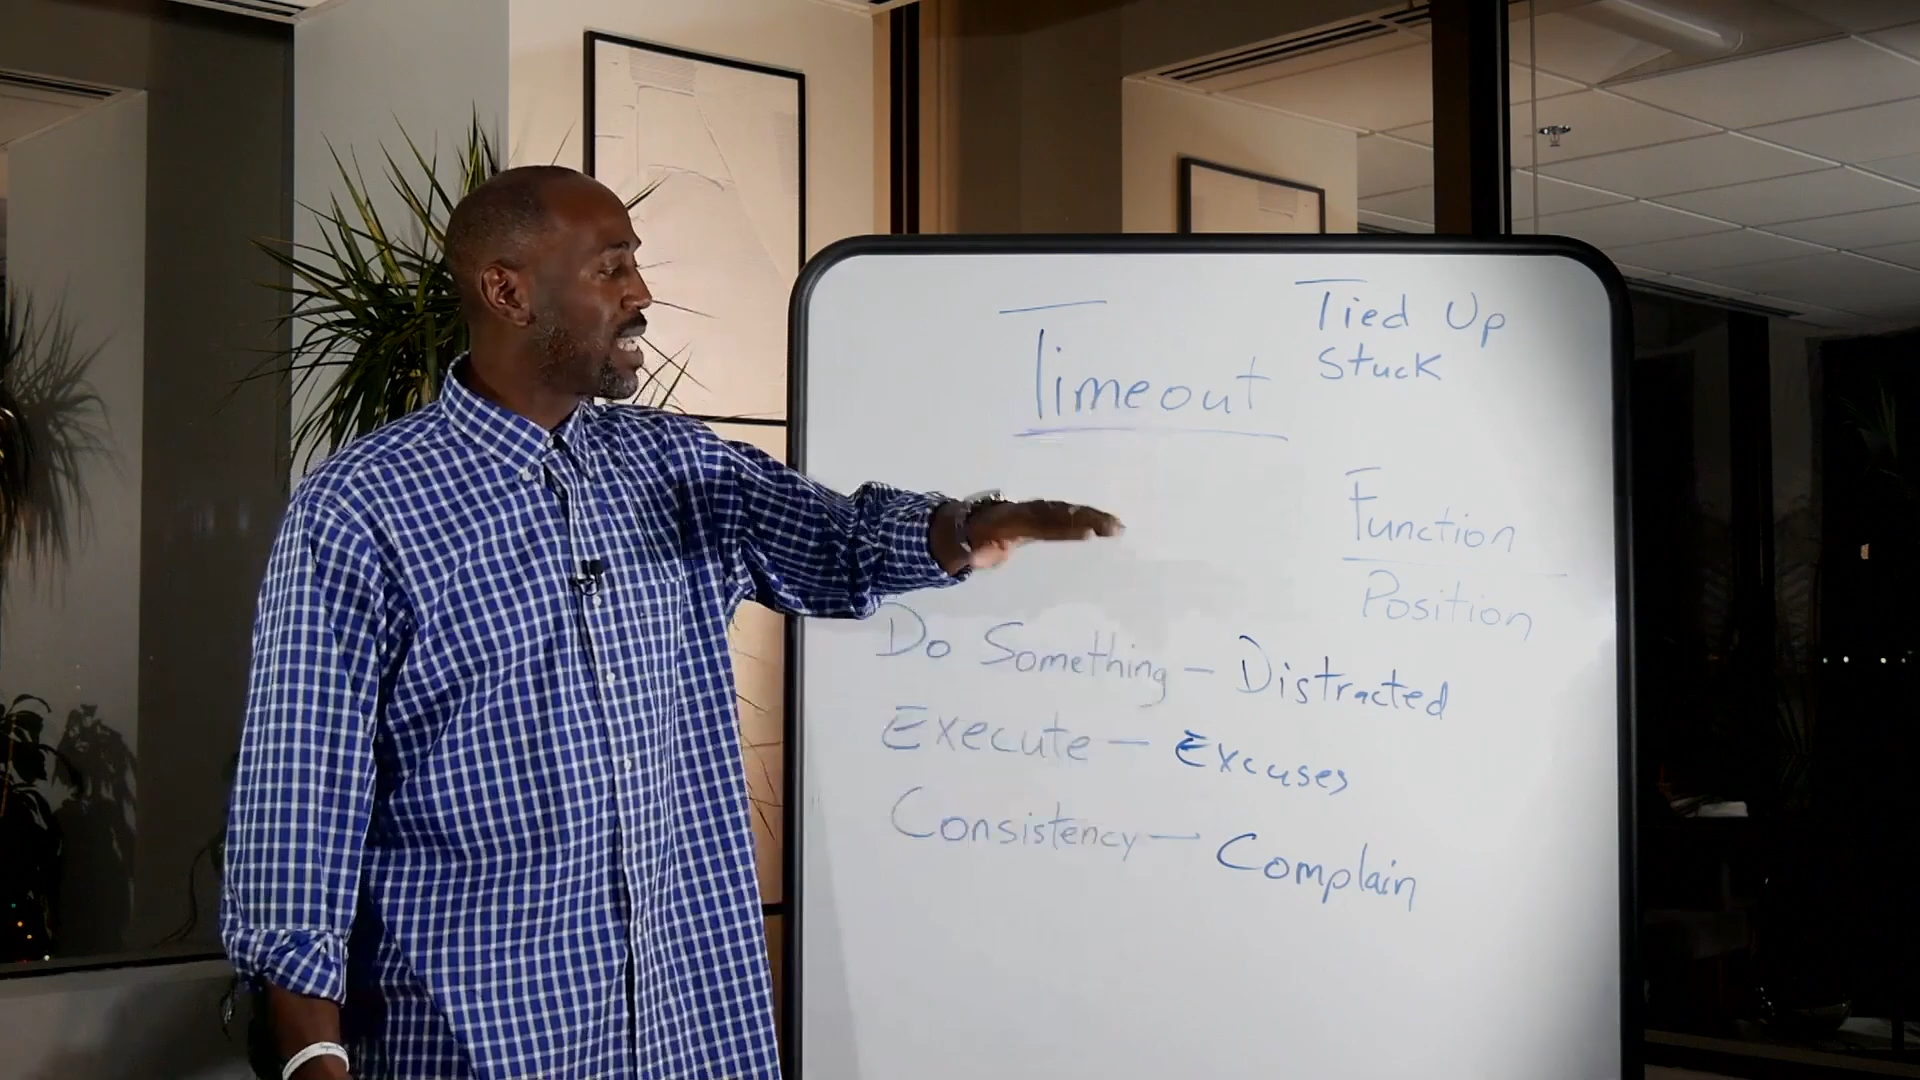 Timeout
Tied Up
Stuck
Function
Position
Do Something – Distracted
Execute – Excuses
Consistency – Complain